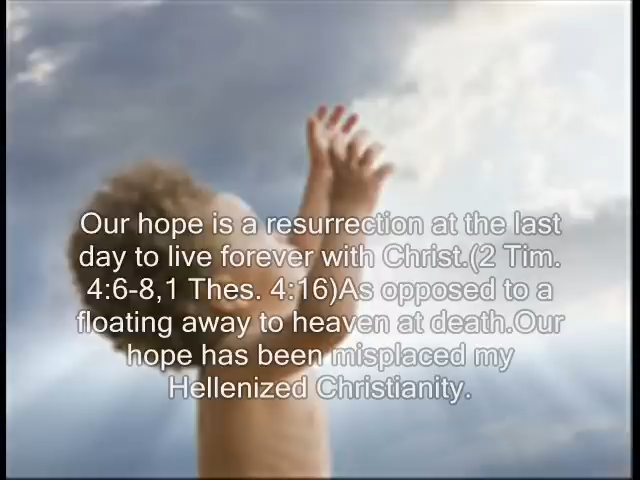 Our hope is a resurrection at the last
day to live forever with Christ.(2 Tim.
4:6-8,1 Thes. 4:16)As opposed to a
floating away to heaven at death.Our
hope has been misplaced my
Hellenized Christianity.